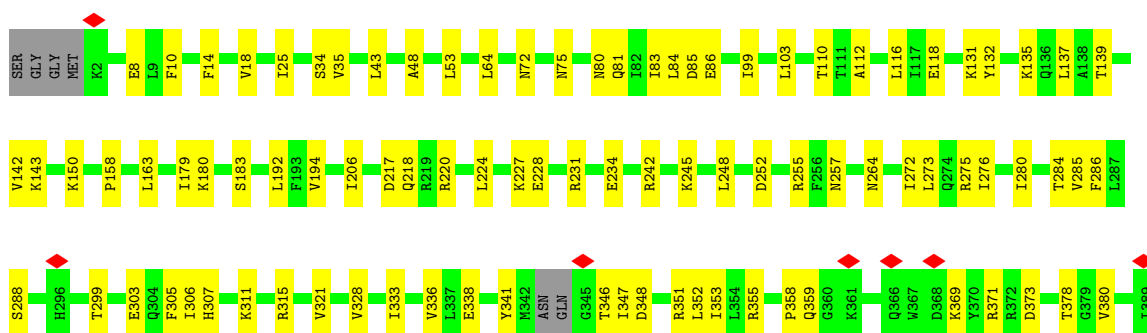 SER GLY GLY MET K2 E8 L9 F10 F14 V18 I25 S34 V35 L43 A48 L53 L64 N72 N75 N80 Q81 I82 I83 L84 D85 E86 I99 L103 T110 T111 A112 L116 I117 E118 K131 Y132 K135 Q136 L137 A138 T139
V142 K143 K150 P158 L163 I179 K180 S183 L192 F193 V194 I206 D217 Q218 R219 R220 L224 K227 E228 R231 E234 R242 K245 L248 D252 R255 F256 N257 N264 I272 L273 Q274 R275 I276 I280 T284 V285 F286 L287
S288 H296 T299 E303 Q304 F305 I306 H307 K311 R315 V321 V328 I333 V336 L337 E338 Y341 M342 ASN GLN G345 T346 I347 D348 R351 L352 I353 L354 R355 P358 Q359 G360 K361 Q366 W367 D368 K369 Y370 R371 R372 D373 T378 G379 V380